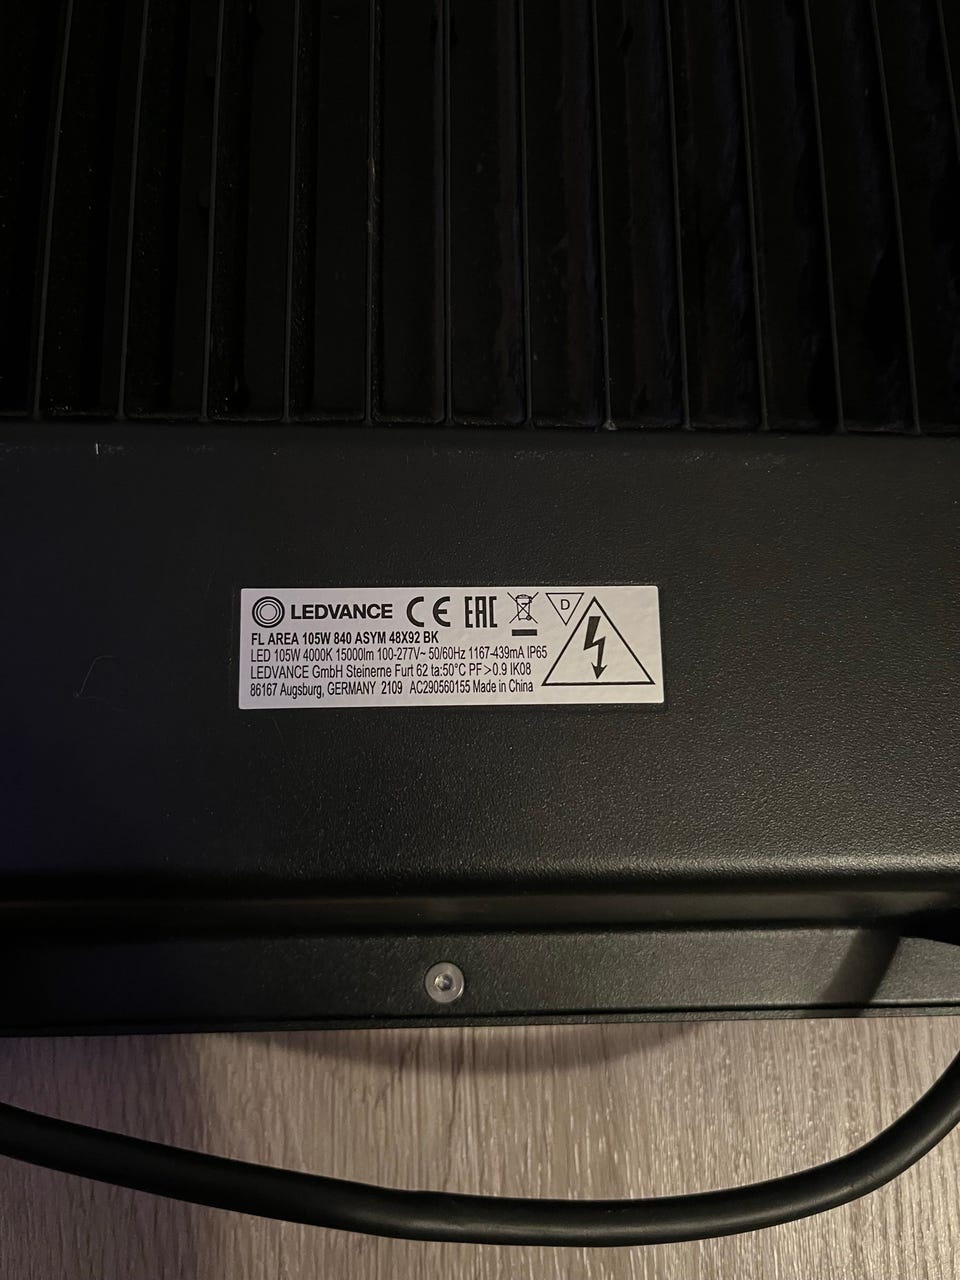 LEDVANCE CE EAC
D
FL AREA 105W 840 ASYM 48X92 BK
LED 105W 4000K 15000lm 100-277V~ 50/60Hz 1167-439mA IP65
LEDVANCE GmbH Steinerne Furt 62 ta:50°C PF>0.9 IK08
86167 Augsburg, GERMANY 2109 AC290560155 Made in China